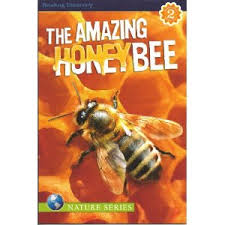 Reading Discovery
2
THE AMAZING
HONEY BEE
NATURE SERIES